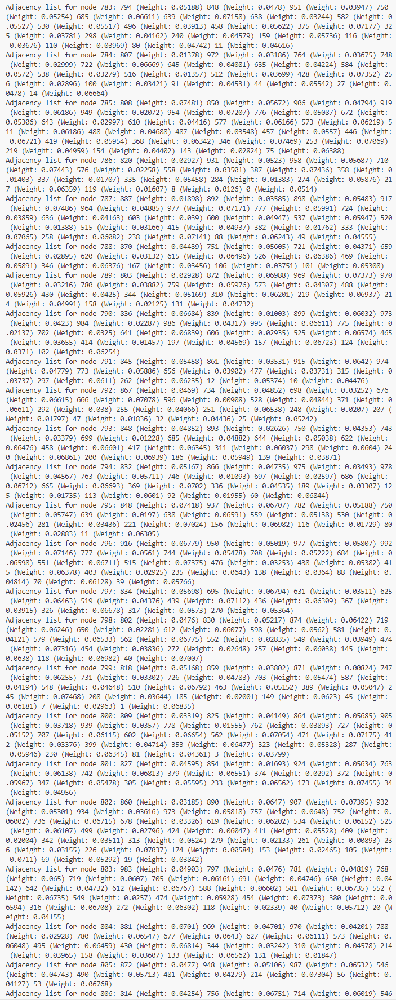 Adjacency list for node 783: 794 (Weight: 0.05188) 848 (Weight: 0.0478) 951 (Weight: 0.03947) 750
(Weight: 0.05254) 685 (Weight: 0.06611) 639 (Weight: 0.07158) 638 (Weight: 0.03244) 582 (Weight: 0
.05527) 530 (Weight: 0.05517) 496 (Weight: 0.03913) 458 (Weight: 0.05622) 375 (Weight: 0.07177) 32
5 (Weight: 0.03781) 298 (Weight: 0.04162) 240 (Weight: 0.04579) 159 (Weight: 0.05736) 116 (Weight:
0.03676) 110 (Weight: 0.03969) 80 (Weight: 0.04742) 11 (Weight: 0.04616)
Adjacency list for node 784: 807 (Weight: 0.01378) 972 (Weight: 0.03186) 764 (Weight: 0.03675) 748
(Weight: 0.02999) 722 (Weight: 0.06669) 645 (Weight: 0.04081) 635 (Weight: 0.04224) 584 (Weight:
0.0572) 538 (Weight: 0.03279) 516 (Weight: 0.01357) 512 (Weight: 0.03699) 428 (Weight: 0.07352) 25
6 (Weight: 0.02896) 100 (Weight: 0.03421) 91 (Weight: 0.04531) 44 (Weight: 0.05542) 27 (Weight: 0.
0478) 14 (Weight: 0.06664)
Adjacency list for node 785: 808 (Weight: 0.07481) 850 (Weight: 0.05672) 906 (Weight: 0.04794) 919
(Weight: 0.06186) 949 (Weight: 0.02072) 954 (Weight: 0.07207) 776 (Weight: 0.05087) 672 (Weight:
0.05306) 643 (Weight: 0.02997) 610 (Weight: 0.04416) 577 (Weight: 0.06166) 573 (Weight: 0.06219) 5
11 (Weight: 0.06186) 488 (Weight: 0.04688) 487 (Weight: 0.03548) 457 (Weight: 0.0557) 446 (Weight:
0.06721) 419 (Weight: 0.05954) 368 (Weight: 0.06342) 346 (Weight: 0.07469) 253 (Weight: 0.07069)
219 (Weight: 0.04959) 154 (Weight: 0.04402) 143 (Weight: 0.02824) 75 (Weight: 0.06388)
Adjacency list for node 786: 820 (Weight: 0.02927) 931 (Weight: 0.0523) 958 (Weight: 0.05687) 710
(Weight: 0.07443) 576 (Weight: 0.02258) 558 (Weight: 0.03501) 387 (Weight: 0.07436) 358 (Weight: 0
.01403) 337 (Weight: 0.01707) 335 (Weight: 0.05458) 284 (Weight: 0.01383) 274 (Weight: 0.05876) 21
7 (Weight: 0.06359) 119 (Weight: 0.01607) 8 (Weight: 0.0126) 0 (Weight: 0.0514)
Adjacency list for node 787: 887 (Weight: 0.01898) 892 (Weight: 0.03585) 898 (Weight: 0.05483) 917
(Weight: 0.07486) 964 (Weight: 0.04885) 977 (Weight: 0.07171) 777 (Weight: 0.05991) 724 (Weight:
0.03859) 636 (Weight: 0.04163) 603 (Weight: 0.039) 600 (Weight: 0.04947) 537 (Weight: 0.05947) 520
(Weight: 0.01388) 515 (Weight: 0.03166) 415 (Weight: 0.04937) 382 (Weight: 0.01762) 333 (Weight:
0.07065) 258 (Weight: 0.06082) 238 (Weight: 0.07141) 88 (Weight: 0.06243) 49 (Weight: 0.04555)
Adjacency list for node 788: 870 (Weight: 0.04439) 751 (Weight: 0.05605) 721 (Weight: 0.04371) 659
(Weight: 0.02895) 620 (Weight: 0.03132) 615 (Weight: 0.06496) 526 (Weight: 0.06386) 469 (Weight:
0.05891) 346 (Weight: 0.06376) 167 (Weight: 0.03456) 106 (Weight: 0.03751) 101 (Weight: 0.05308)
Adjacency list for node 789: 803 (Weight: 0.02928) 872 (Weight: 0.06988) 969 (Weight: 0.07373) 970
(Weight: 0.03216) 780 (Weight: 0.03882) 759 (Weight: 0.05976) 573 (Weight: 0.04307) 488 (Weight:
0.05926) 430 (Weight: 0.0425) 344 (Weight: 0.05169) 310 (Weight: 0.06201) 219 (Weight: 0.06937) 21
4 (Weight: 0.04991) 158 (Weight: 0.02125) 131 (Weight: 0.04732)
Adjacency list for node 790: 836 (Weight: 0.06684) 839 (Weight: 0.01003) 899 (Weight: 0.06032) 973
(Weight: 0.0423) 984 (Weight: 0.02287) 986 (Weight: 0.04317) 995 (Weight: 0.06611) 775 (Weight: 0
.02137) 702 (Weight: 0.0325) 641 (Weight: 0.06839) 606 (Weight: 0.02935) 525 (Weight: 0.06574) 465
(Weight: 0.03655) 414 (Weight: 0.01457) 197 (Weight: 0.04569) 157 (Weight: 0.06723) 124 (Weight:
0.0371) 102 (Weight: 0.06254)
Adjacency list for node 791: 845 (Weight: 0.05458) 861 (Weight: 0.03531) 915 (Weight: 0.0642) 974
(Weight: 0.04779) 773 (Weight: 0.05886) 656 (Weight: 0.03902) 477 (Weight: 0.03731) 315 (Weight: 0
.03737) 297 (Weight: 0.0611) 262 (Weight: 0.06235) 12 (Weight: 0.05374) 10 (Weight: 0.04476)
Adjacency list for node 792: 867 (Weight: 0.0469) 734 (Weight: 0.04852) 698 (Weight: 0.03252) 676
(Weight: 0.06615) 666 (Weight: 0.07078) 596 (Weight: 0.00908) 528 (Weight: 0.04844) 371 (Weight: 0
.06611) 292 (Weight: 0.038) 255 (Weight: 0.04066) 251 (Weight: 0.06538) 248 (Weight: 0.0207) 207 (
Weight: 0.01797) 47 (Weight: 0.01836) 32 (Weight: 0.04436) 25 (Weight: 0.05242)
Adjacency list for node 793: 848 (Weight: 0.04852) 893 (Weight: 0.02626) 750 (Weight: 0.04353) 743
(Weight: 0.03379) 699 (Weight: 0.01228) 685 (Weight: 0.04882) 644 (Weight: 0.05038) 622 (Weight:
0.06476) 458 (Weight: 0.06601) 417 (Weight: 0.06345) 311 (Weight: 0.06037) 298 (Weight: 0.0604) 24
0 (Weight: 0.06861) 200 (Weight: 0.06939) 186 (Weight: 0.05949) 139 (Weight: 0.03871)
Adjacency list for node 794: 832 (Weight: 0.05167) 866 (Weight: 0.04735) 975 (Weight: 0.03493) 978
(Weight: 0.04567) 763 (Weight: 0.05711) 746 (Weight: 0.01093) 697 (Weight: 0.02597) 686 (Weight:
0.06712) 665 (Weight: 0.06693) 369 (Weight: 0.0702) 336 (Weight: 0.04535) 189 (Weight: 0.03307) 12
5 (Weight: 0.01735) 113 (Weight: 0.0601) 92 (Weight: 0.01955) 60 (Weight: 0.06844)
Adjacency list for node 795: 848 (Weight: 0.07418) 937 (Weight: 0.06707) 782 (Weight: 0.05188) 750
(Weight: 0.05747) 639 (Weight: 0.0197) 638 (Weight: 0.06591) 559 (Weight: 0.05138) 530 (Weight: 0
.02456) 281 (Weight: 0.03436) 221 (Weight: 0.07024) 156 (Weight: 0.06982) 116 (Weight: 0.01729) 80
(Weight: 0.02883) 11 (Weight: 0.06305)
Adjacency list for node 796: 916 (Weight: 0.06779) 950 (Weight: 0.05019) 977 (Weight: 0.05807) 992
(Weight: 0.07146) 777 (Weight: 0.0561) 744 (Weight: 0.05478) 708 (Weight: 0.05222) 684 (Weight: 0
.06598) 551 (Weight: 0.06711) 515 (Weight: 0.07375) 476 (Weight: 0.03253) 438 (Weight: 0.05382) 41
5 (Weight: 0.06378) 403 (Weight: 0.02925) 235 (Weight: 0.0643) 138 (Weight: 0.0364) 88 (Weight: 0.
04814) 70 (Weight: 0.06128) 39 (Weight: 0.05766)
Adjacency list for node 797: 834 (Weight: 0.05698) 695 (Weight: 0.06794) 631 (Weight: 0.03511) 625
(Weight: 0.06463) 519 (Weight: 0.04376) 439 (Weight: 0.07112) 436 (Weight: 0.06309) 367 (Weight:
0.03915) 326 (Weight: 0.06678) 317 (Weight: 0.0573) 270 (Weight: 0.05364)
Adjacency list for node 798: 802 (Weight: 0.0476) 830 (Weight: 0.05217) 874 (Weight: 0.06422) 719
(Weight: 0.06246) 650 (Weight: 0.02281) 612 (Weight: 0.06077) 598 (Weight: 0.0562) 581 (Weight: 0.
04121) 579 (Weight: 0.06533) 562 (Weight: 0.06775) 552 (Weight: 0.02835) 549 (Weight: 0.03949) 474
(Weight: 0.07316) 454 (Weight: 0.03836) 272 (Weight: 0.02648) 257 (Weight: 0.06038) 145 (Weight:
0.0638) 118 (Weight: 0.06982) 40 (Weight: 0.07007)
Adjacency list for node 799: 818 (Weight: 0.05168) 859 (Weight: 0.03802) 871 (Weight: 0.00824) 747
(Weight: 0.06255) 731 (Weight: 0.03302) 726 (Weight: 0.04783) 703 (Weight: 0.05474) 587 (Weight:
0.04194) 548 (Weight: 0.04648) 510 (Weight: 0.06792) 463 (Weight: 0.05152) 389 (Weight: 0.05047) 2
45 (Weight: 0.07468) 208 (Weight: 0.03644) 185 (Weight: 0.02001) 149 (Weight: 0.0623) 45 (Weight:
0.06181) 7 (Weight: 0.02963) 1 (Weight: 0.06835)
Adjacency list for node 800: 809 (Weight: 0.03319) 825 (Weight: 0.04149) 864 (Weight: 0.05685) 905
(Weight: 0.03718) 939 (Weight: 0.0357) 778 (Weight: 0.01555) 762 (Weight: 0.03893) 727 (Weight: 0
.05152) 707 (Weight: 0.06115) 602 (Weight: 0.06654) 562 (Weight: 0.07054) 471 (Weight: 0.07175) 41
2 (Weight: 0.03376) 399 (Weight: 0.04714) 353 (Weight: 0.06477) 323 (Weight: 0.05328) 287 (Weight:
0.05946) 230 (Weight: 0.06345) 81 (Weight: 0.04361) 3 (Weight: 0.03799)
Adjacency list for node 801: 827 (Weight: 0.04595) 854 (Weight: 0.01693) 924 (Weight: 0.05634) 763
(Weight: 0.06138) 742 (Weight: 0.06813) 379 (Weight: 0.06551) 374 (Weight: 0.0292) 372 (Weight: 0
.05967) 347 (Weight: 0.05478) 305 (Weight: 0.05595) 233 (Weight: 0.06562) 173 (Weight: 0.07455) 34
(Weight: 0.04956)
Adjacency list for node 802: 860 (Weight: 0.03185) 890 (Weight: 0.0647) 907 (Weight: 0.07395) 932
(Weight: 0.05301) 934 (Weight: 0.03616) 973 (Weight: 0.05818) 757 (Weight: 0.0648) 752 (Weight: 0.
06002) 736 (Weight: 0.06715) 678 (Weight: 0.03326) 619 (Weight: 0.06202) 534 (Weight: 0.06152) 525
(Weight: 0.06107) 499 (Weight: 0.02796) 424 (Weight: 0.06047) 411 (Weight: 0.05528) 409 (Weight:
0.02004) 342 (Weight: 0.03511) 313 (Weight: 0.0524) 279 (Weight: 0.02133) 261 (Weight: 0.00893) 23
6 (Weight: 0.03155) 226 (Weight: 0.07037) 174 (Weight: 0.00584) 153 (Weight: 0.02465) 105 (Weight:
0.0711) 69 (Weight: 0.05292) 19 (Weight: 0.03842)
Adjacency list for node 803: 983 (Weight: 0.04903) 797 (Weight: 0.0476) 781 (Weight: 0.04819) 768
(Weight: 0.065) 719 (Weight: 0.0607) 705 (Weight: 0.06161) 691 (Weight: 0.04746) 650 (Weight: 0.04
142) 642 (Weight: 0.04732) 612 (Weight: 0.06767) 588 (Weight: 0.06602) 581 (Weight: 0.06735) 552 (
Weight: 0.06735) 549 (Weight: 0.0257) 474 (Weight: 0.05928) 454 (Weight: 0.07373) 380 (Weight: 0.0
6594) 316 (Weight: 0.06708) 272 (Weight: 0.06302) 118 (Weight: 0.02339) 40 (Weight: 0.05712) 20 (W
eight: 0.04155)
Adjacency list for node 804: 881 (Weight: 0.0701) 969 (Weight: 0.04701) 970 (Weight: 0.04201) 788
(Weight: 0.02928) 780 (Weight: 0.06547) 677 (Weight: 0.0643) 627 (Weight: 0.06111) 573 (Weight: 0.
06048) 495 (Weight: 0.06459) 430 (Weight: 0.06814) 344 (Weight: 0.03242) 310 (Weight: 0.04578) 214
(Weight: 0.03965) 158 (Weight: 0.03607) 133 (Weight: 0.06562) 131 (Weight: 0.01847)
Adjacency list for node 805: 872 (Weight: 0.0477) 948 (Weight: 0.05106) 987 (Weight: 0.06532) 546
(Weight: 0.04743) 490 (Weight: 0.05713) 481 (Weight: 0.04279) 214 (Weight: 0.07304) 56 (Weight: 0.
04127) 53 (Weight: 0.06768)
Adjacency list for node 806: 814 (Weight: 0.04254) 756 (Weight: 0.06751) 714 (Weight: 0.06019) 546